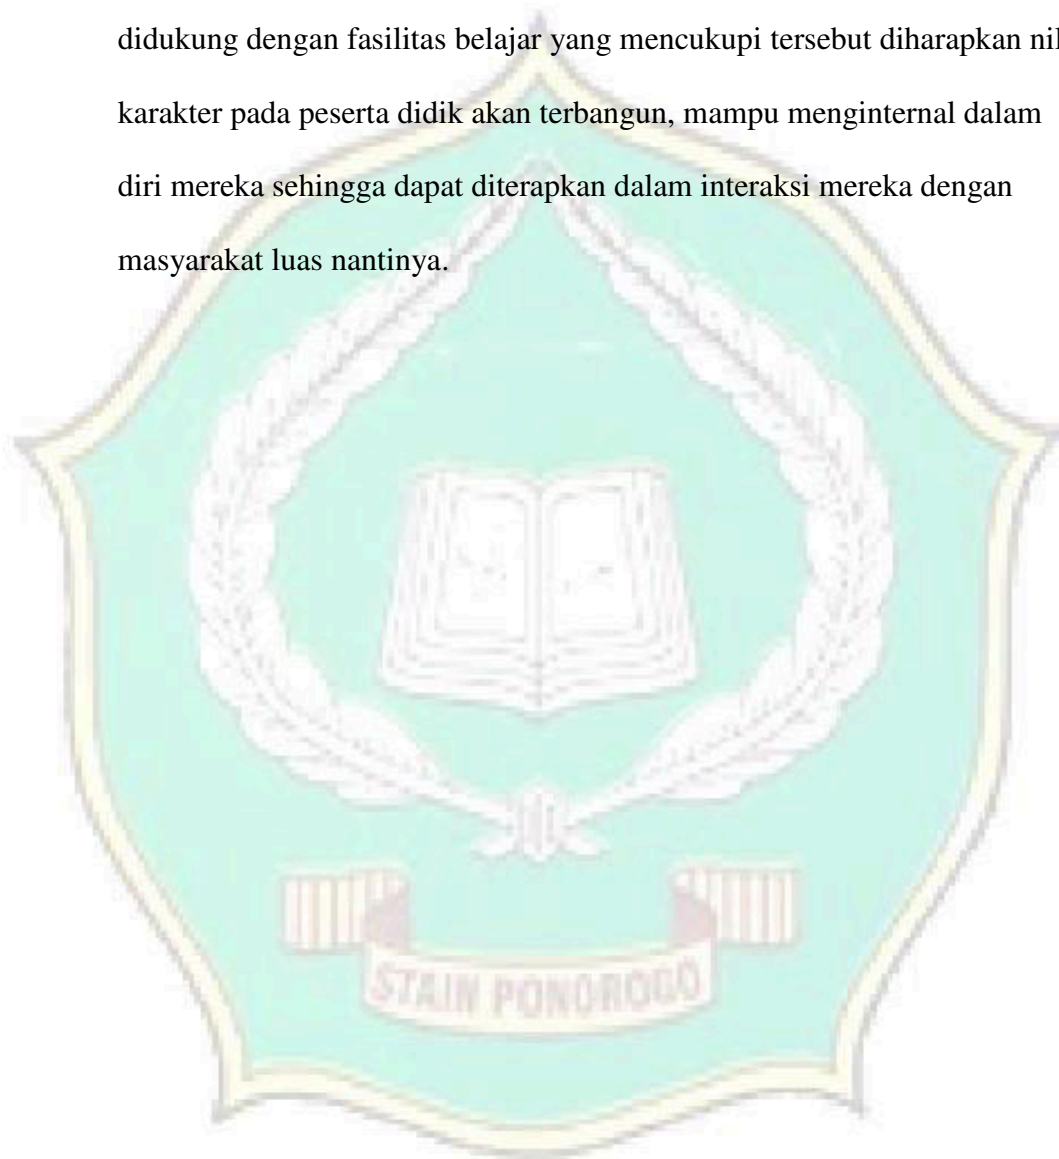 didukung dengan fasilitas belajar yang mencukupi tersebut diharapkan
karakter pada peserta didik akan terbangun, mampu menginternal dalam
diri mereka sehingga dapat diterapkan dalam interaksi mereka dengan
masyarakat luas nantinya.
STAIN PONOROGO